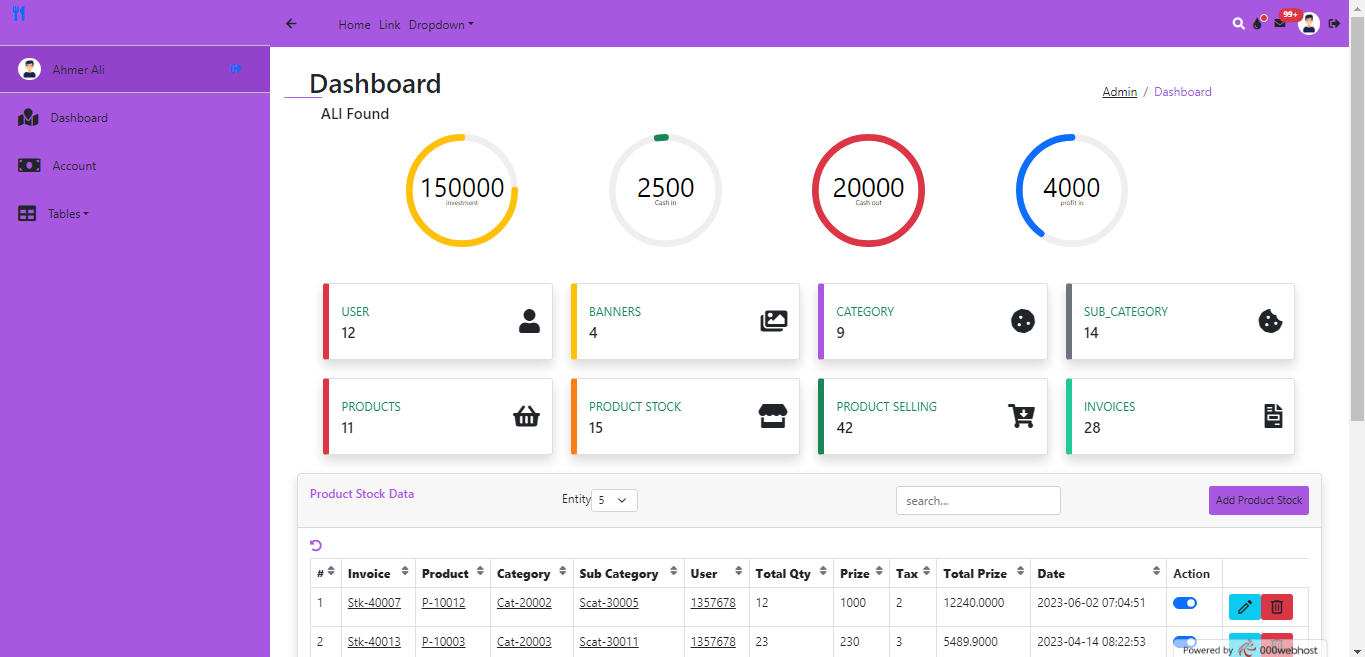 Home Link Dropdown
99+
Ahmer Ali
Dashboard
Account
Tables
Dashboard
Admin / Dashboard
ALI Found
150000
investment
2500
Cash in
20000
Cash out
4000
profit in
USER
12
BANNERS
4
CATEGORY
9
SUB_CATEGORY
14
PRODUCTS
11
PRODUCT STOCK
15
PRODUCT SELLING
42
INVOICES
28
Product Stock Data Entity 5 search... Add Product Stock
# Invoice Product Category Sub Category User Total Qty Prize Tax Total Prize Date Action
1 Stk-40007 P-10012 Cat-20002 Scat-30005 1357678 12 1000 2 12240.0000 2023-06-02 07:04:51
2 Stk-40013 P-10003 Cat-20003 Scat-30011 1357678 23 230 3 5489.9000 2023-04-14 08:22:53
Powered by 000webhost